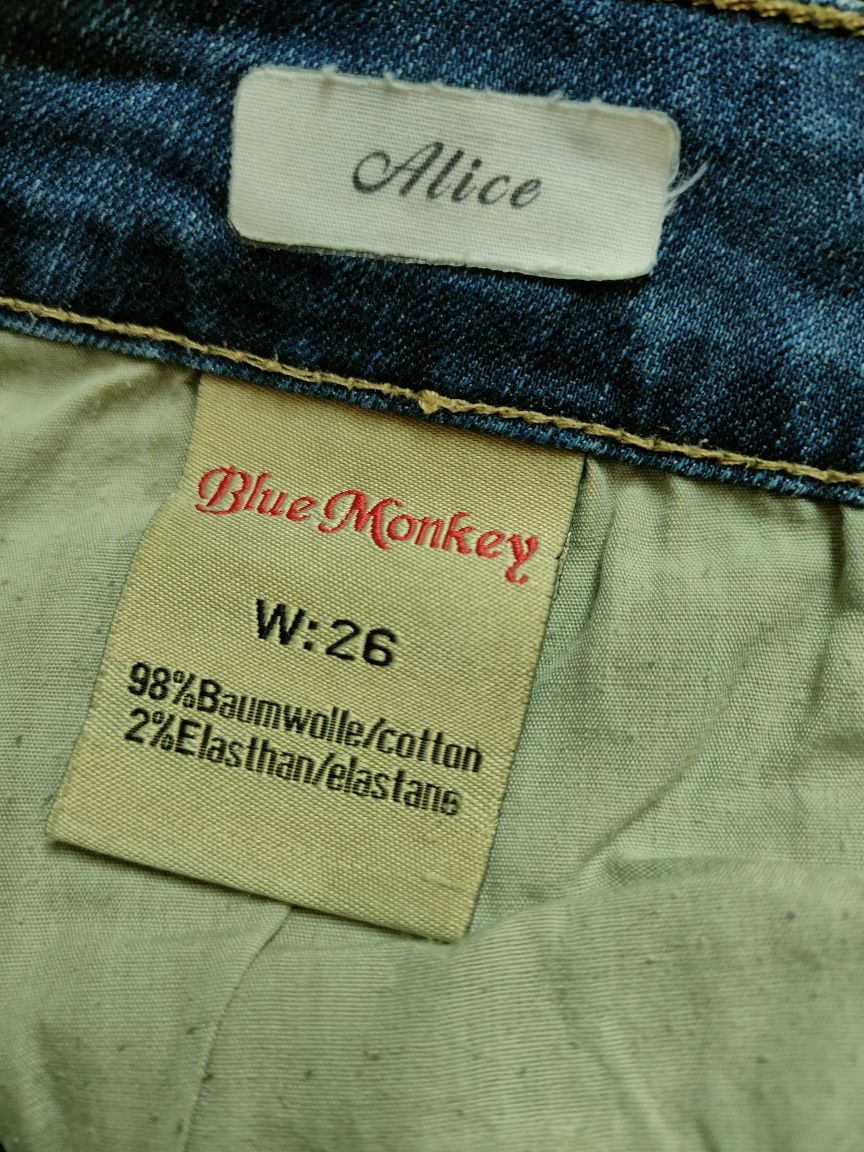 Alice
Blue Monkey
W:26
98%Baumwolle/cotton
2%Elasthan/elastane